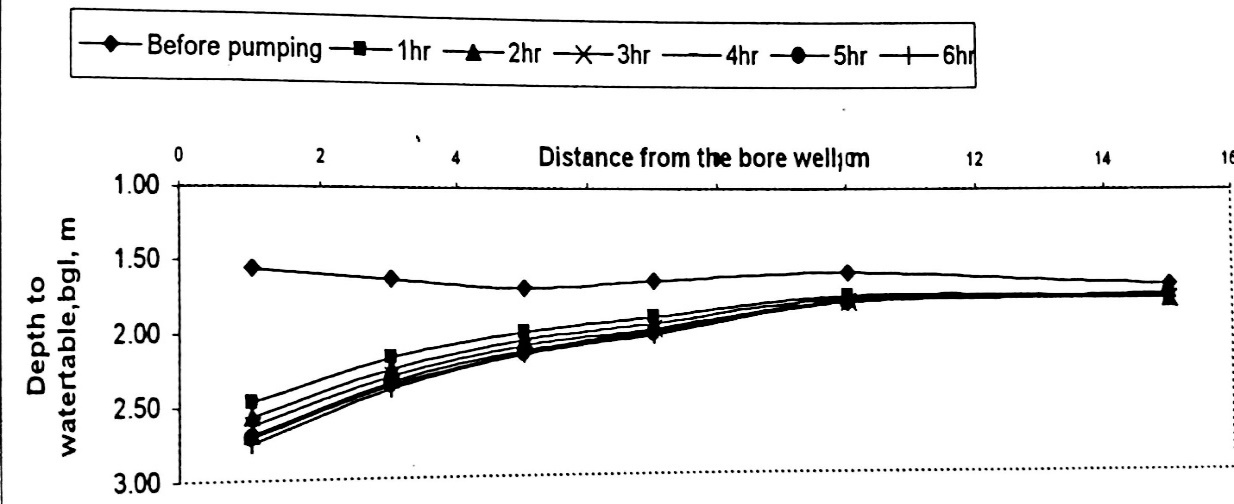 Before pumping 1hr 2hr 3hr 4hr 5hr 6hr
0 2 4 Distance from the bore well, m 12 14 16
1.00
1.50
2.00
2.50
3.00
Depth to
watertable,bgl, m